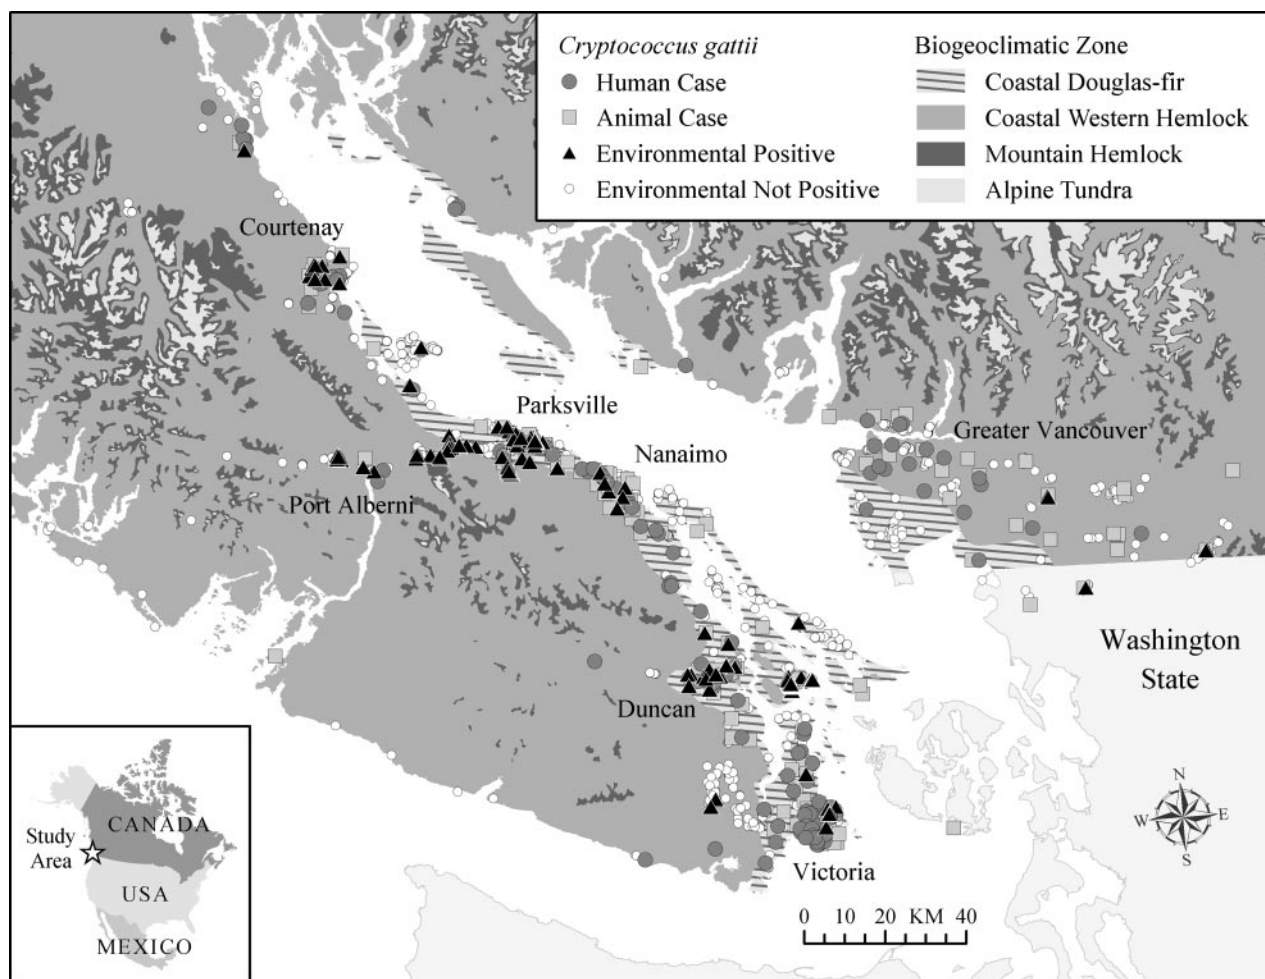 Cryptococcus gattii
Human Case
Animal Case
Environmental Positive
Environmental Not Positive
Biogeoclimatic Zone
Coastal Douglas-fir
Coastal Western Hemlock
Mountain Hemlock
Alpine Tundra
Courtenay
Parksville
Greater Vancouver
Nanaimo
Port Alberni
Washington
State
Duncan
Victoria
N
W E
S
0 10 20 KM 40
CANADA
Study
Area
USA
MEXICO